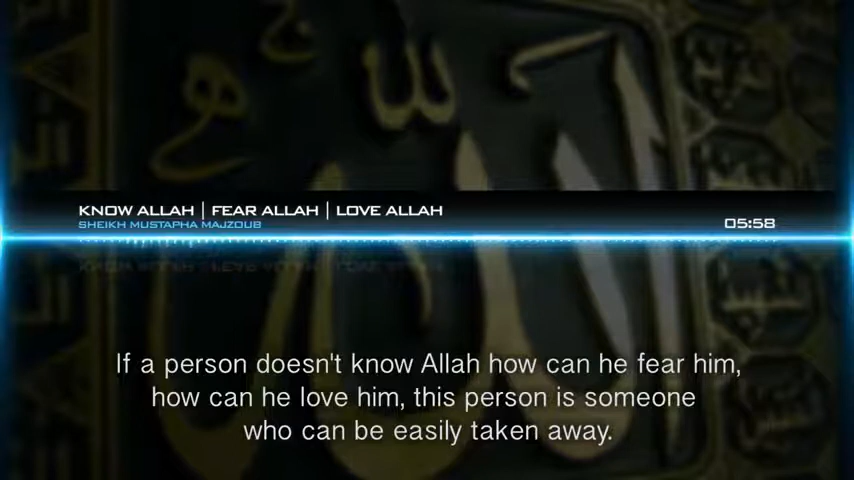 KNOW ALLAH | FEAR ALLAH | LOVE ALLAH
SHEIKH MUSTAPHA MAJZOUB
05:58
If a person doesn't know Allah how can he fear him,
how can he love him, this person is someone
who can be easily taken away.